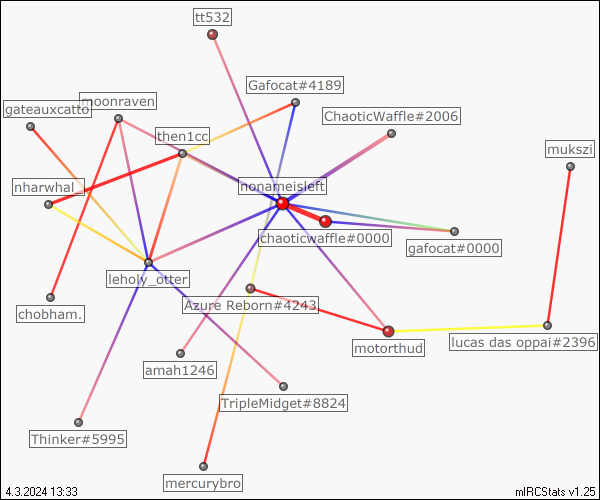 tt532
Gafocat#4189
moonraven
gateauxcatto
ChaoticWaffle#2006
then1cc
mukszi
nharwhal_
nonameisleft
chaoticwaffle#0000
gafocat#0000
leholy_otter
Azure Reborn#4243
chobham.
lucas das oppai#2396
motorthud
amah1246
TripleMidget#8824
Thinker#5995
mercurybro
4.3.2024 13:33
mIRCStats v1.25